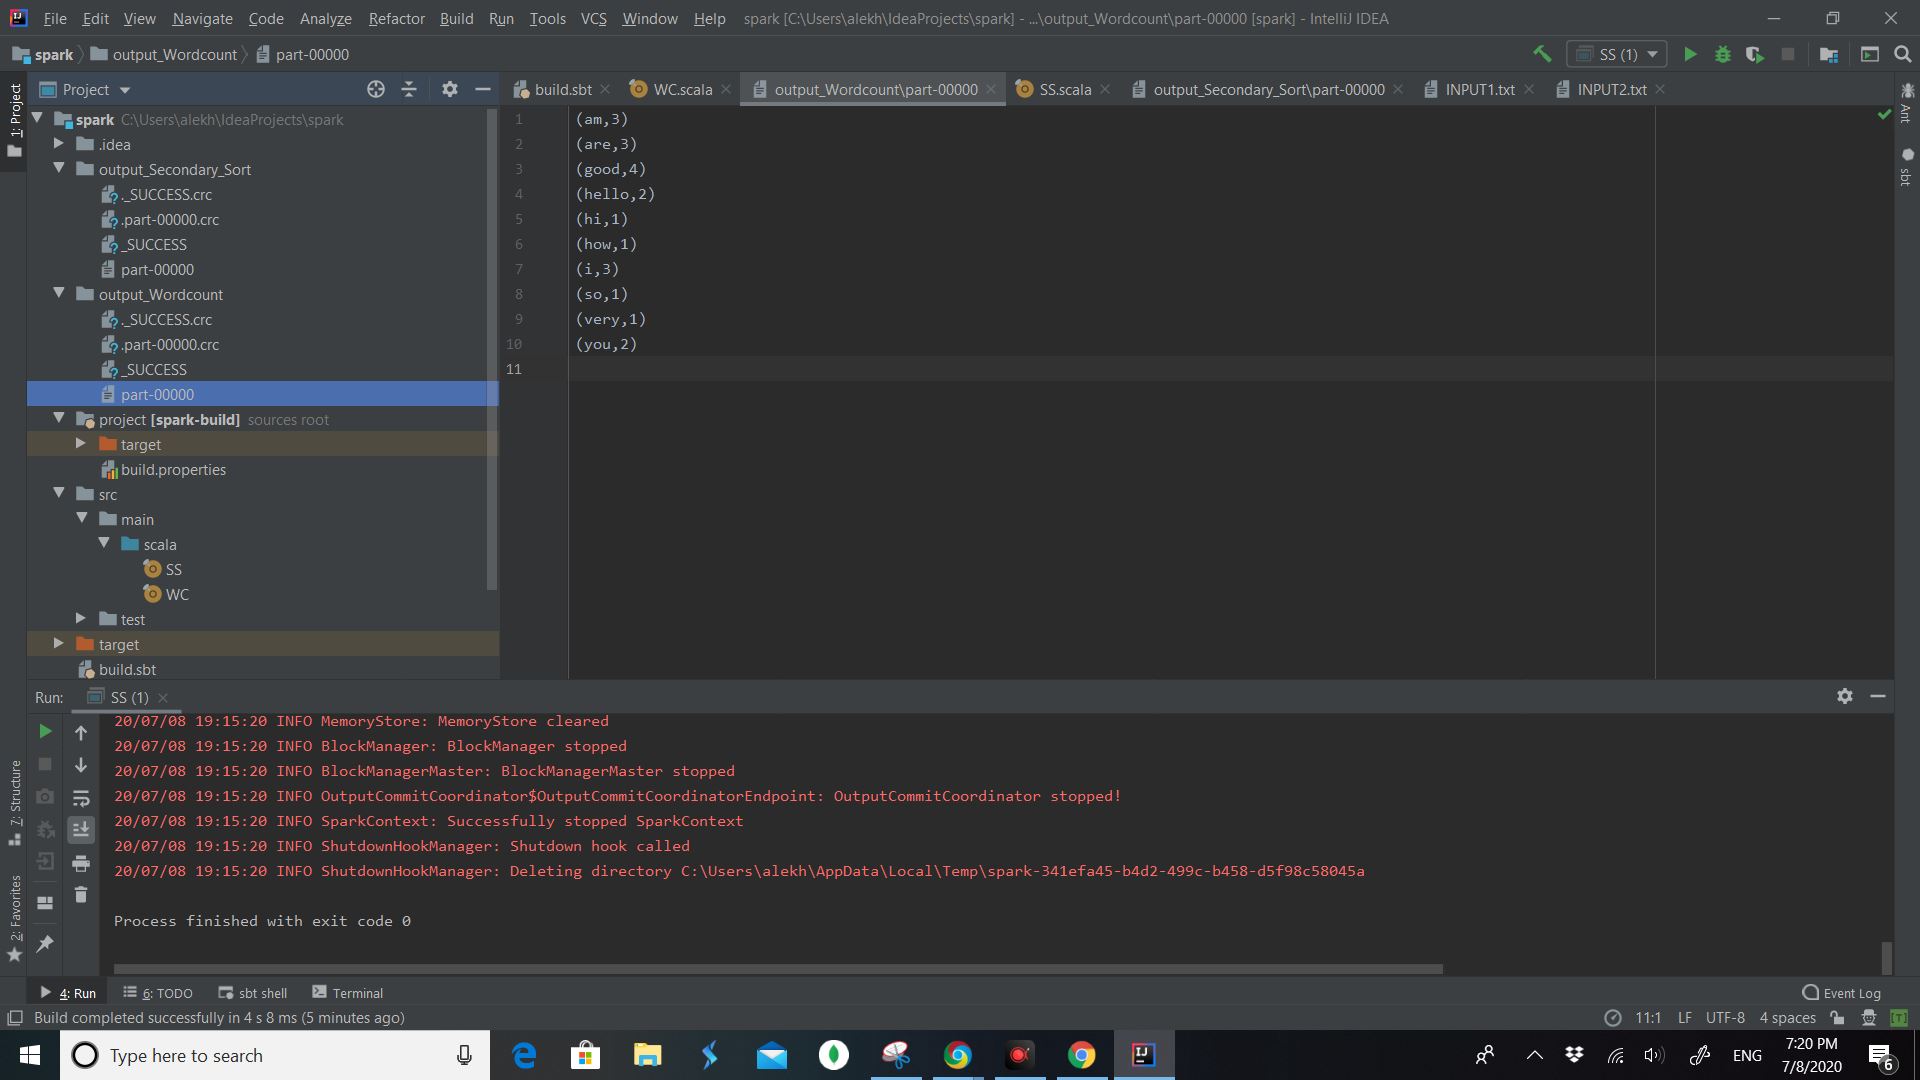 File Edit View Navigate Code Analyze Refactor Build Run Tools VCS Window Help spark [C:\Users\alekh\IdeaProjects\spark] - ...\output_Wordcount\part-00000 [spark] - IntelliJ IDEA
spark output_Wordcount part-00000 SS (1)
1: Project
Project
build.sbt WC.scala output_Wordcount\part-00000 SS.scala output_Secondary_Sort\part-00000 INPUT1.txt INPUT2.txt
Ant
sbt
spark C:\Users\alekh\IdeaProjects\spark
.idea
output_Secondary_Sort
._SUCCESS.crc
.part-00000.crc
_SUCCESS
part-00000
output_Wordcount
._SUCCESS.crc
.part-00000.crc
_SUCCESS
part-00000
project [spark-build] sources root
target
build.properties
src
main
scala
SS
WC
test
target
build.sbt
1 (am,3)
2 (are,3)
3 (good,4)
4 (hello,2)
5 (hi,1)
6 (how,1)
7 (i,3)
8 (so,1)
9 (very,1)
10 (you,2)
11
Run: SS (1)
20/07/08 19:15:20 INFO MemoryStore: MemoryStore cleared
20/07/08 19:15:20 INFO BlockManager: BlockManager stopped
20/07/08 19:15:20 INFO BlockManagerMaster: BlockManagerMaster stopped
20/07/08 19:15:20 INFO OutputCommitCoordinator$OutputCommitCoordinatorEndpoint: OutputCommitCoordinator stopped!
20/07/08 19:15:20 INFO SparkContext: Successfully stopped SparkContext
20/07/08 19:15:20 INFO ShutdownHookManager: Shutdown hook called
20/07/08 19:15:20 INFO ShutdownHookManager: Deleting directory C:\Users\alekh\AppData\Local\Temp\spark-341efa45-b4d2-499c-b458-d5f98c58045a
Process finished with exit code 0
7: Structure
2: Favorites
4: Run 6: TODO sbt shell Terminal Event Log
Build completed successfully in 4 s 8 ms (5 minutes ago) 11:1 LF UTF-8 4 spaces [T]
Type here to search
ENG 7:20 PM
7/8/2020 6